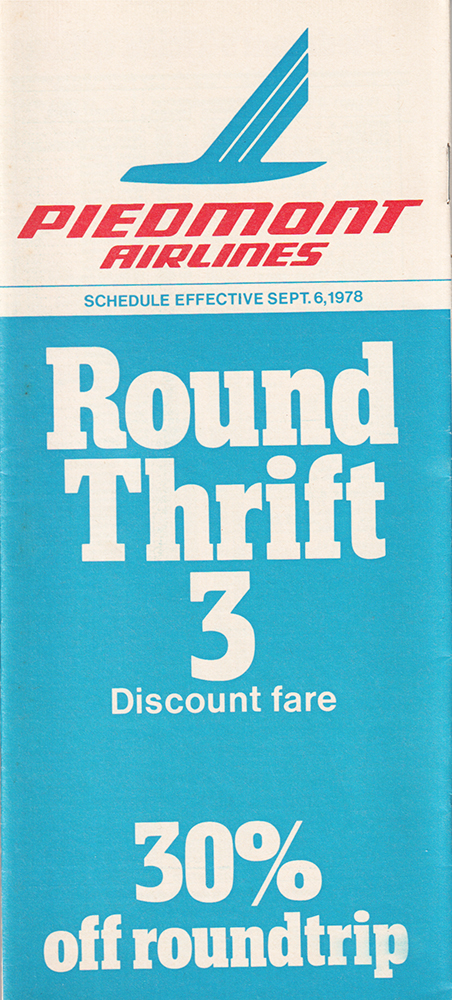 PIEDMONT
AIRLINES
SCHEDULE EFFECTIVE SEPT. 6, 1978
Round
Thrift
3
Discount fare
30%
off roundtrip